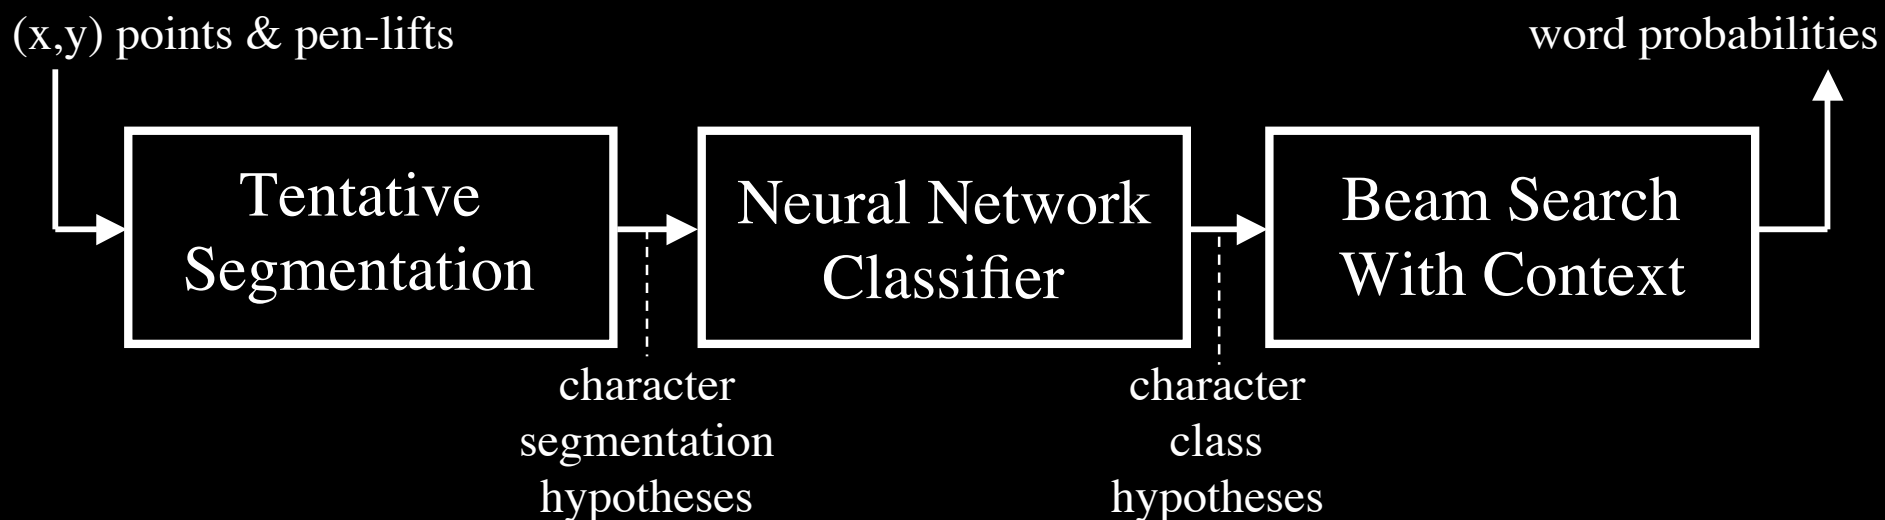 (x,y) points & pen-lifts
word probabilities
Tentative
Segmentation
Neural Network
Classifier
Beam Search
With Context
character
segmentation
hypotheses
character
class
hypotheses